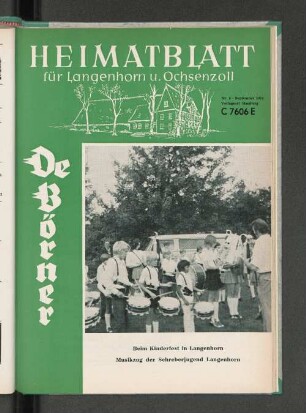 HEIMATBLATT
für Langenhorn u. Ochsenzoll
C 7606 E
De
Börner
Beim Kinderfest in Langenhorn
Musikzug der Schreberjugend Langenhorn